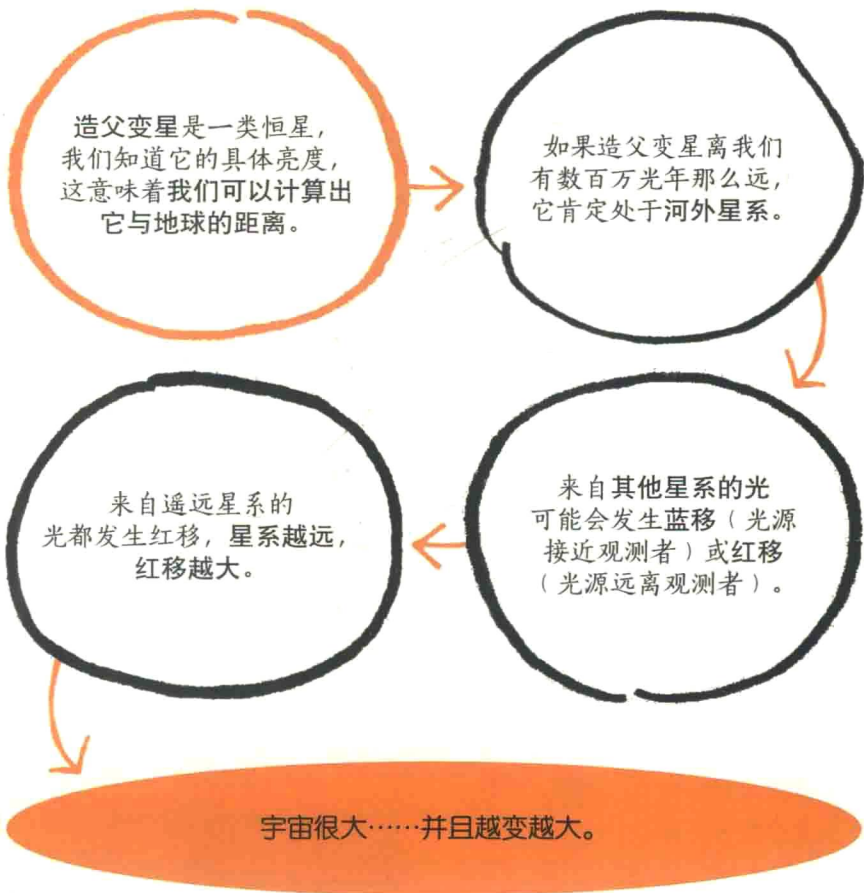 造父变星是一类恒星，
我们知道它的具体亮度，
这意味着我们可以计算出
它与地球的距离。
如果造父变星离我们
有数百万光年那么远，
它肯定处于河外星系。
来自其他星系的光
可能会发生蓝移（光源
接近观测者）或红移
（光源远离观测者）。
来自遥远星系的
光都发生红移，星系越远，
红移越大。
宇宙很大……并且越变越大。